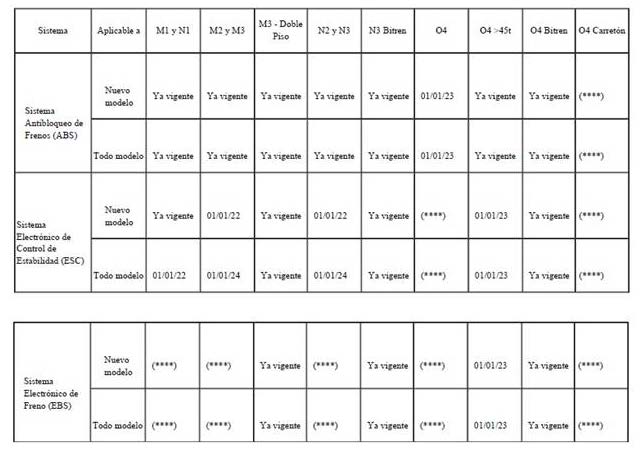 Sistema Aplicable a M1 y N1 M2 y M3 M3 - Doble Piso N2 y N3 N3 Bitren O4 O4 >45t O4 Bitren O4 Carretón
Sistema Antibloqueo de Frenos (ABS)
Nuevo modelo Ya vigente Ya vigente Ya vigente Ya vigente Ya vigente 01/01/23 Ya vigente Ya vigente (****)
Todo modelo Ya vigente Ya vigente Ya vigente Ya vigente Ya vigente 01/01/23 Ya vigente Ya vigente (****)
Sistema Electrónico de Control de Estabilidad (ESC)
Nuevo modelo Ya vigente 01/01/22 Ya vigente 01/01/22 Ya vigente (****) 01/01/23 Ya vigente (****)
Todo modelo 01/01/22 01/01/24 Ya vigente 01/01/24 Ya vigente (****) 01/01/23 Ya vigente (****)
Sistema Electrónico de Freno (EBS)
Nuevo modelo (****) (****) Ya vigente (****) Ya vigente (****) 01/01/23 Ya vigente (****)
Todo modelo (****) (****) Ya vigente (****) Ya vigente (****) 01/01/23 Ya vigente (****)